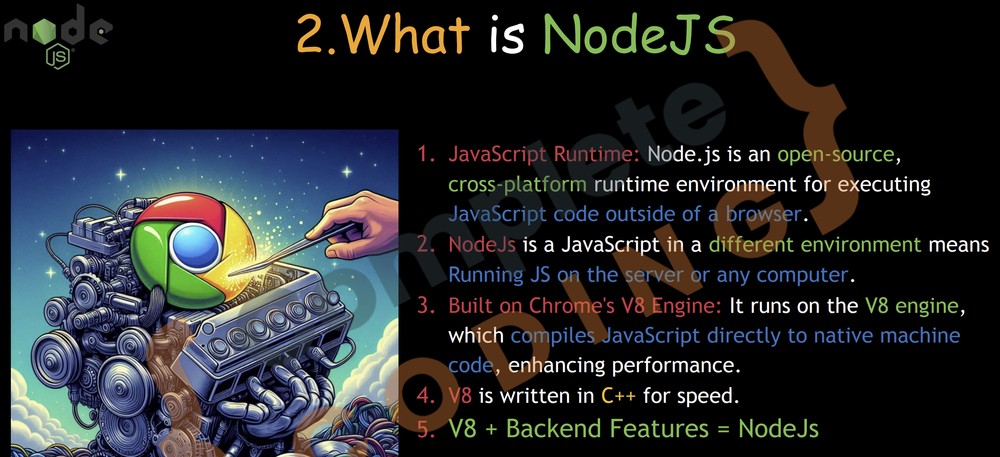 node
JS®
2.What is NodeJS
1. JavaScript Runtime: Node.js is an open-source,
cross-platform runtime environment for executing
JavaScript code outside of a browser.
2. NodeJs is a JavaScript in a different environment means
Running JS on the server or any computer.
3. Built on Chrome's V8 Engine: It runs on the V8 engine,
which compiles JavaScript directly to native machine
code, enhancing performance.
4. V8 is written in C++ for speed.
5. V8 + Backend Features = NodeJs
Complete
{CODING}